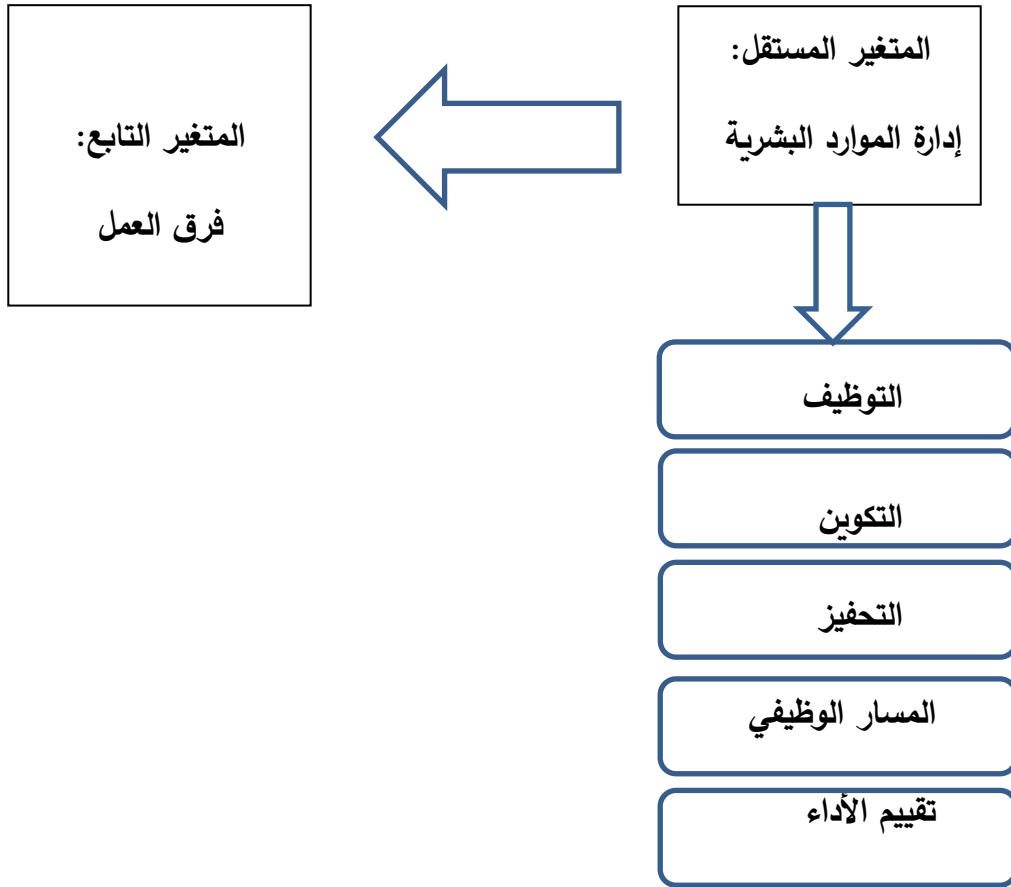 المتغير المستقل:
إدارة الموارد البشرية
المتغير التابع:
فرق العمل
التوظيف
التكوين
التحفيز
المسار الوظيفي
تقييم الأداء